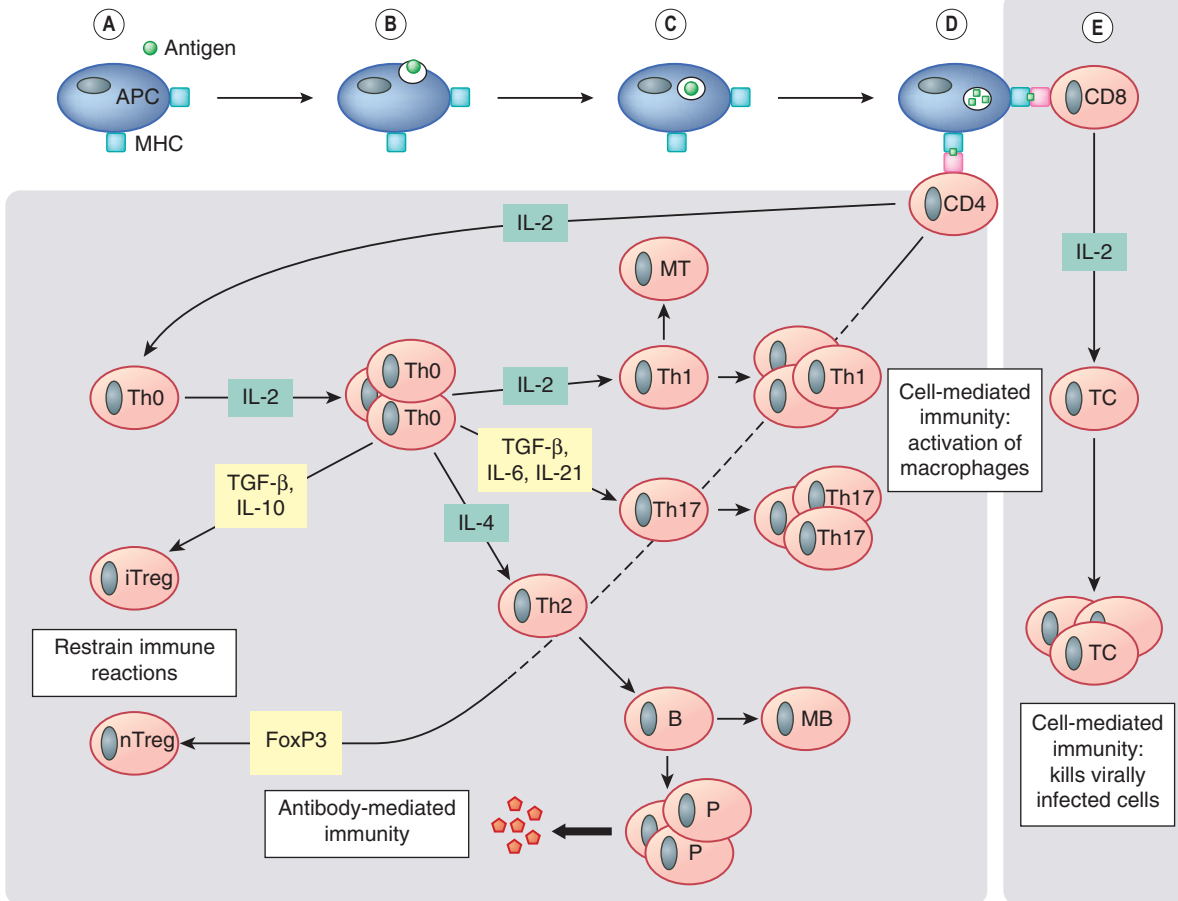 A
B
C
D
E
Antigen
APC
MHC
CD8
CD4
IL-2
IL-2
MT
Th0
IL-2
Th0
Th0
IL-2
Th1
Th1
TC
Cell-mediated
immunity:
activation of
macrophages
TGF-β,
IL-6, IL-21
TGF-β,
IL-10
IL-4
Th17
Th17
Th17
iTreg
Th2
Restrain immune
reactions
TC
nTreg
FoxP3
B
MB
Cell-mediated
immunity:
kills virally
infected cells
Antibody-mediated
immunity
P
P